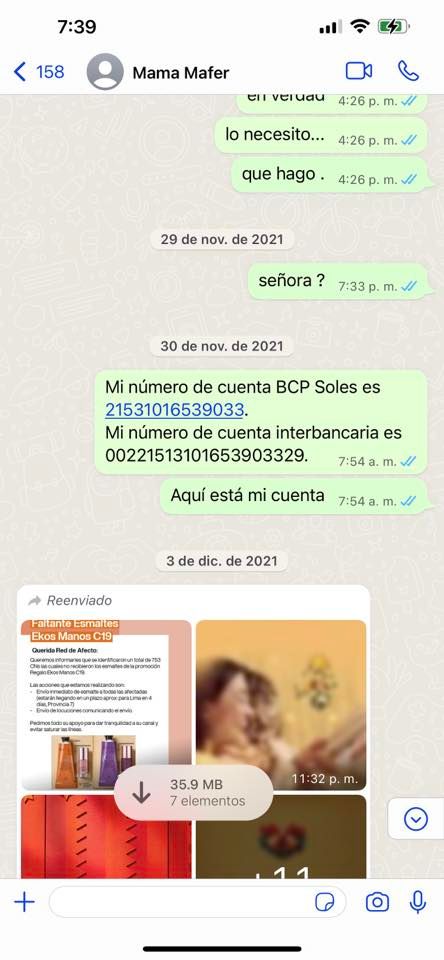 7:39
158
Mama Mafer
en verdad 4:26 p. m.
lo necesito... 4:26 p. m.
que hago . 4:26 p. m.
29 de nov. de 2021
señora ? 7:33 p. m.
30 de nov. de 2021
Mi número de cuenta BCP Soles es
21531016539033.
Mi número de cuenta interbancaria es
00221513101653903329. 7:54 a. m.
Aquí está mi cuenta 7:54 a. m.
3 de dic. de 2021
Reenviado
Faltante Esmaltes
Ekos Manos C19
Querida Red de Afecto:
Queremos informarles que se identificaron un total de 753
CNs las cuales no recibieron los esmaltes de la promoción
Regalo Ekos Manos C19.
Las acciones que estamos realizando son:
- Envío inmediato de esmalte a todas las afectadas
(estarán llegando en un plazo aprox: para Lima en 4
días, Provincia 7)
- Envío de locuciones comunicando el envío.
Pedimos todo su apoyo para dar tranquilidad a su canal y
evitar saturar las líneas.
11:32 p. m.
35.9 MB
7 elementos
+11